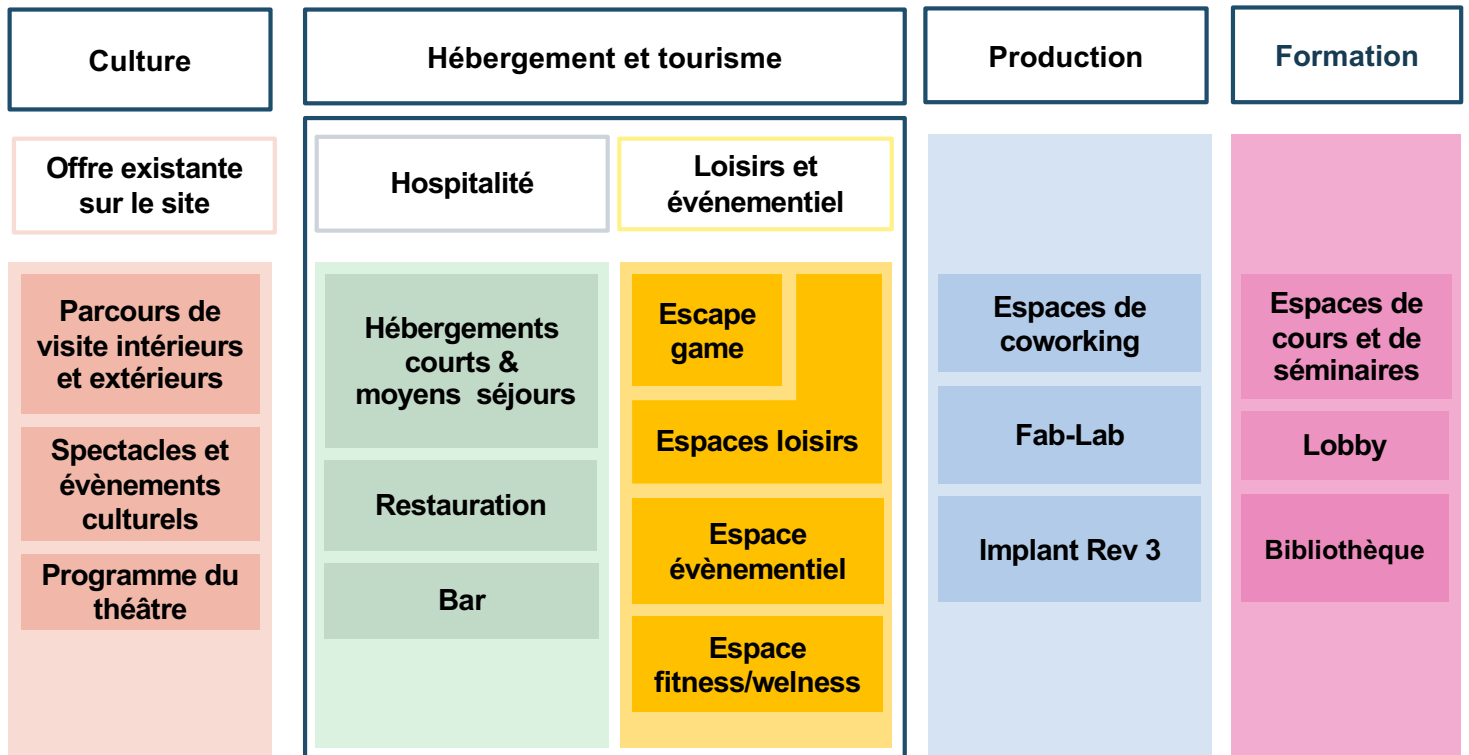 Culture
Hébergement et tourisme
Production
Formation
Offre existante
sur le site
Hospitalité
Loisirs et
événementiel
Parcours de
visite intérieurs
et extérieurs
Spectacles et
évènements
culturels
Programme du
théâtre
Hébergements
courts &
moyens séjours
Restauration
Bar
Escape
game
Espaces loisirs
Espace
évènementiel
Espace
fitness/welness
Espaces de
coworking
Fab-Lab
Implant Rev 3
Espaces de
cours et de
séminaires
Lobby
Bibliothèque